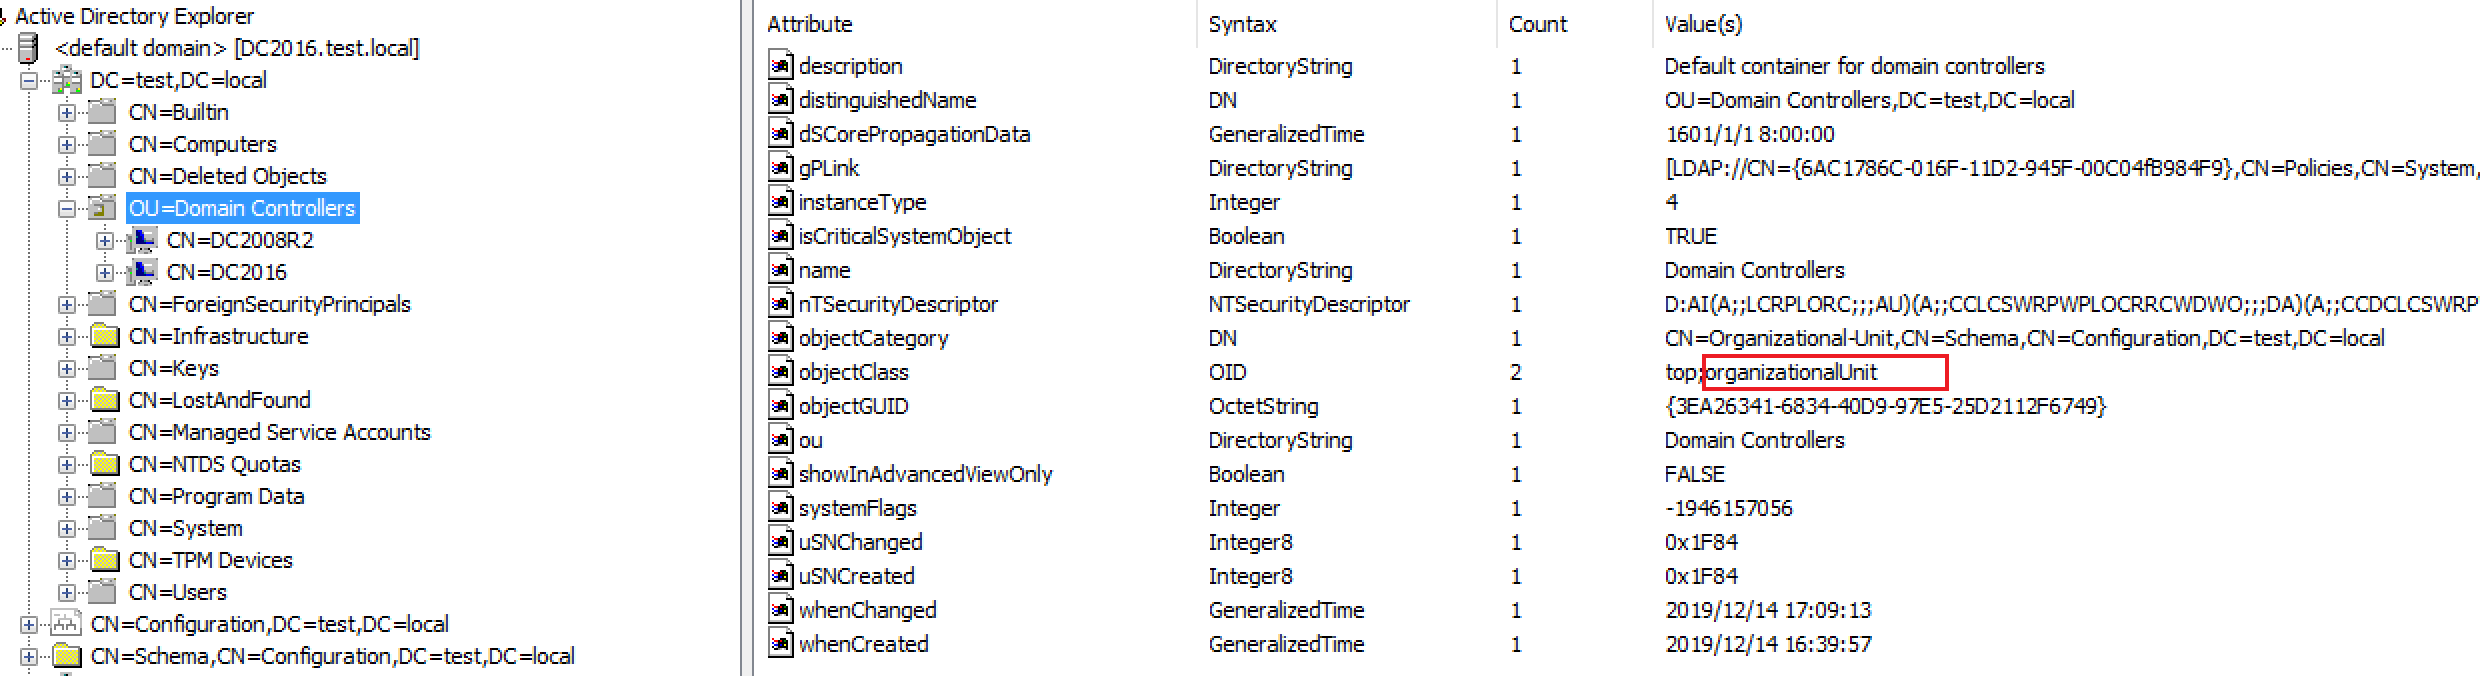 Active Directory Explorer
<default domain> [DC2016.test.local]
DC=test,DC=local
CN=Builtin
CN=Computers
CN=Deleted Objects
OU=Domain Controllers
CN=DC2008R2
CN=DC2016
CN=ForeignSecurityPrincipals
CN=Infrastructure
CN=Keys
CN=LostAndFound
CN=Managed Service Accounts
CN=NTDS Quotas
CN=Program Data
CN=System
CN=TPM Devices
CN=Users
CN=Configuration,DC=test,DC=local
CN=Schema,CN=Configuration,DC=test,DC=local
Attribute Syntax Count Value(s)
description DirectoryString 1 Default container for domain controllers
distinguishedName DN 1 OU=Domain Controllers,DC=test,DC=local
dSCorePropagationData GeneralizedTime 1 1601/1/1 8:00:00
gPLink DirectoryString 1 [LDAP://CN={6AC1786C-016F-11D2-945F-00C04fB984F9},CN=Policies,CN=System,
instanceType Integer 1 4
isCriticalSystemObject Boolean 1 TRUE
name DirectoryString 1 Domain Controllers
nTSecurityDescriptor NTSecurityDescriptor 1 D:AI(A;;LCRPLORC;;;AU)(A;;CCLCSWRPWPLOCRRCWDWO;;;DA)(A;;CCDCLCSWRP
objectCategory DN 1 CN=Organizational-Unit,CN=Schema,CN=Configuration,DC=test,DC=local
objectClass OID 2 top;organizationalUnit
objectGUID OctetString 1 {3EA26341-6834-40D9-97E5-25D2112F6749}
ou DirectoryString 1 Domain Controllers
showInAdvancedViewOnly Boolean 1 FALSE
systemFlags Integer 1 -1946157056
uSNChanged Integer8 1 0x1F84
uSNCreated Integer8 1 0x1F84
whenChanged GeneralizedTime 1 2019/12/14 17:09:13
whenCreated GeneralizedTime 1 2019/12/14 16:39:57